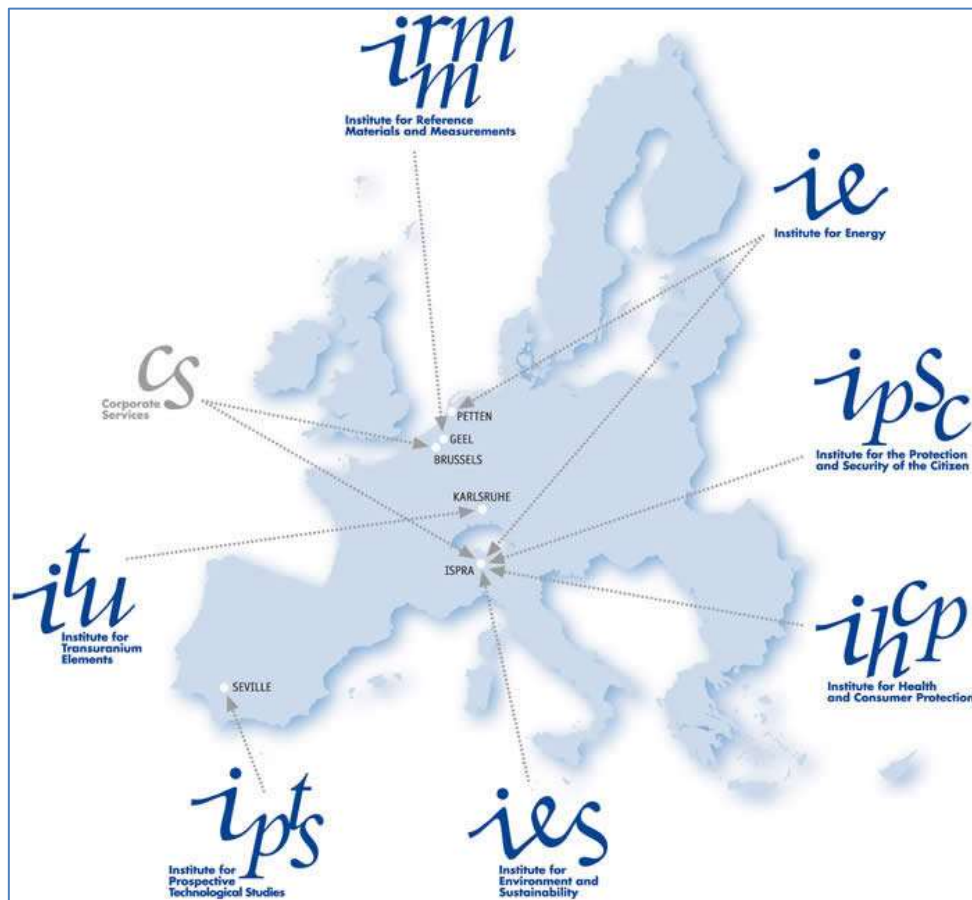 irmm
Institute for Reference
Materials and Measurements
ie
Institute for Energy
cs
Corporate
Services
ipsc
Institute for the Protection
and Security of the Citizen
PETTEN
GEEL
BRUSSELS
KARLSRUHE
ISPRA
SEVILLE
itu
Institute for
Transuranium
Elements
ihcp
Institute for Health
and Consumer Protection
ipts
Institute for
Prospective
Technological Studies
ies
Institute for
Environment and
Sustainability